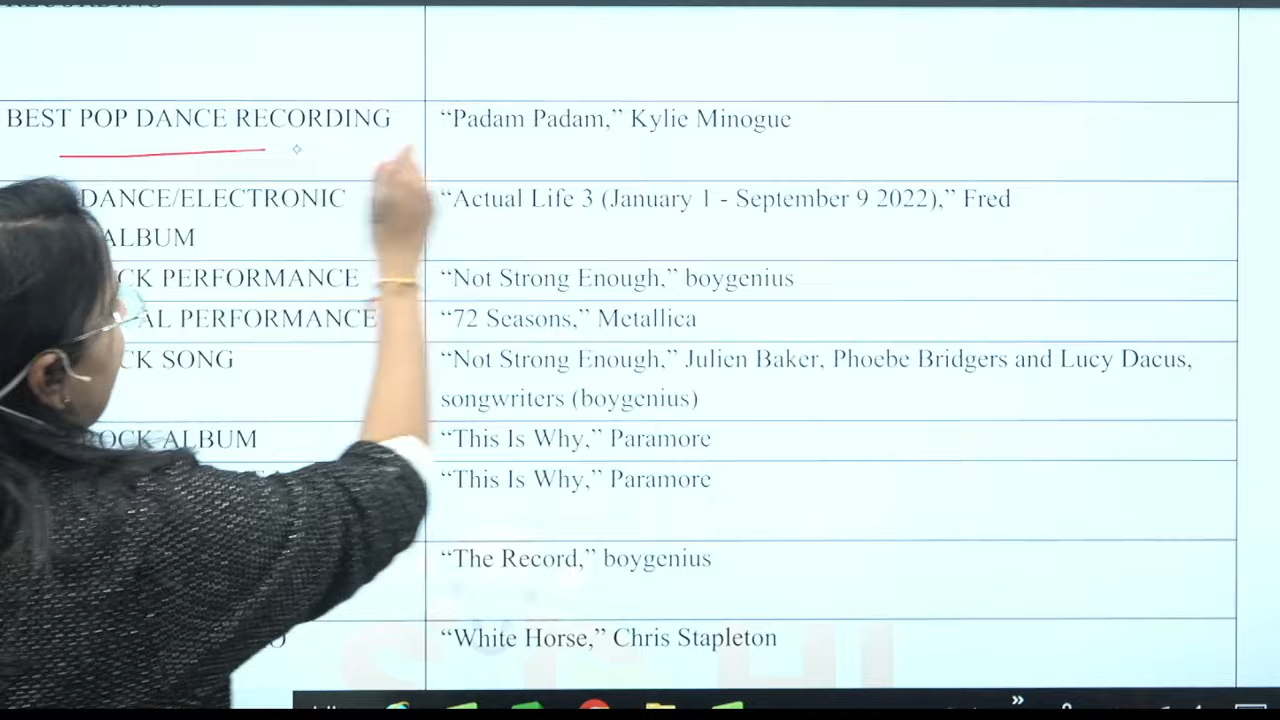 BEST POP DANCE RECORDING
“Padam Padam,” Kylie Minogue
DANCE/ELECTRONIC
ALBUM
“Actual Life 3 (January 1 - September 9 2022),” Fred
PERFORMANCE
“Not Strong Enough,” boygenius
PERFORMANCE
“72 Seasons,” Metallica
SONG
“Not Strong Enough,” Julien Baker, Phoebe Bridgers and Lucy Dacus,
songwriters (boygenius)
ROCK ALBUM
“This Is Why,” Paramore
“This Is Why,” Paramore
“The Record,” boygenius
“White Horse,” Chris Stapleton